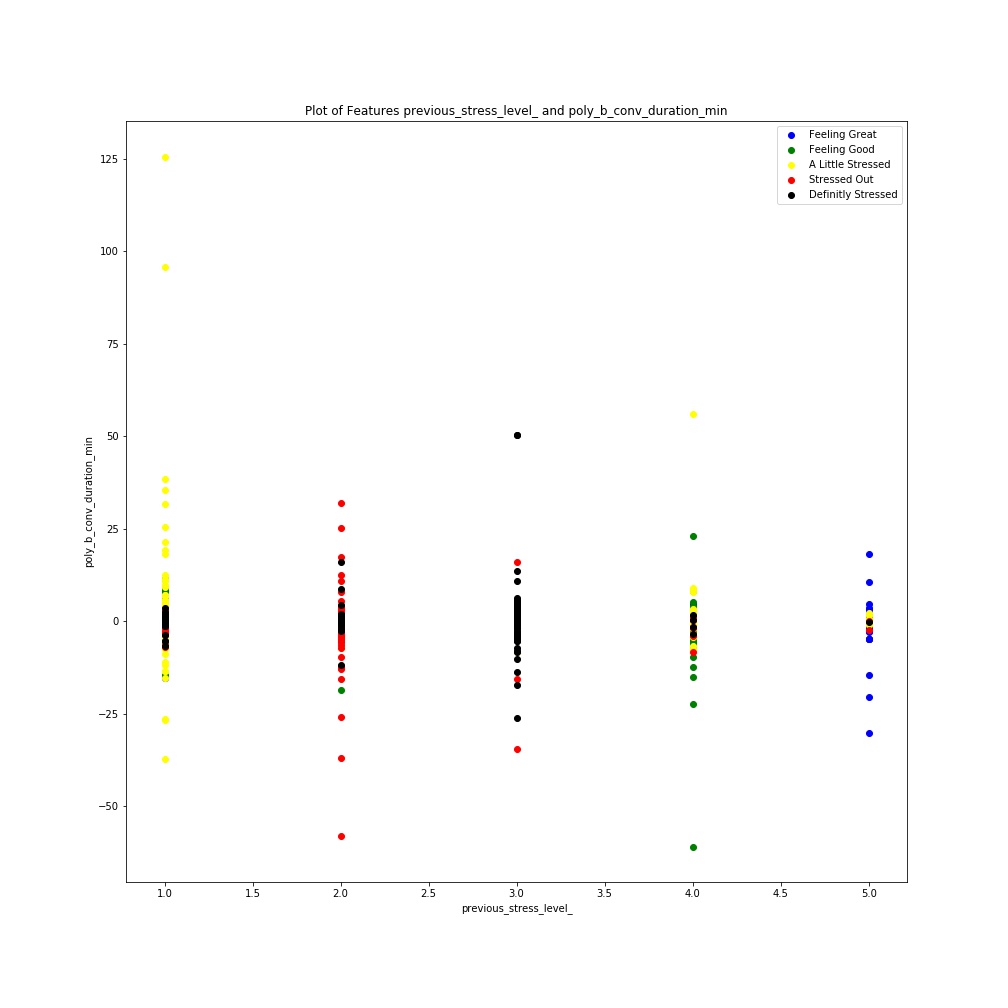 Plot of Features previous_stress_level_ and poly_b_conv_duration_min
Feeling Great
Feeling Good
A Little Stressed
Stressed Out
Definitly Stressed
125
100
75
50
25
0
−25
−50
poly_b_conv_duration_min
1.0 1.5 2.0 2.5 3.0 3.5 4.0 4.5 5.0
previous_stress_level_